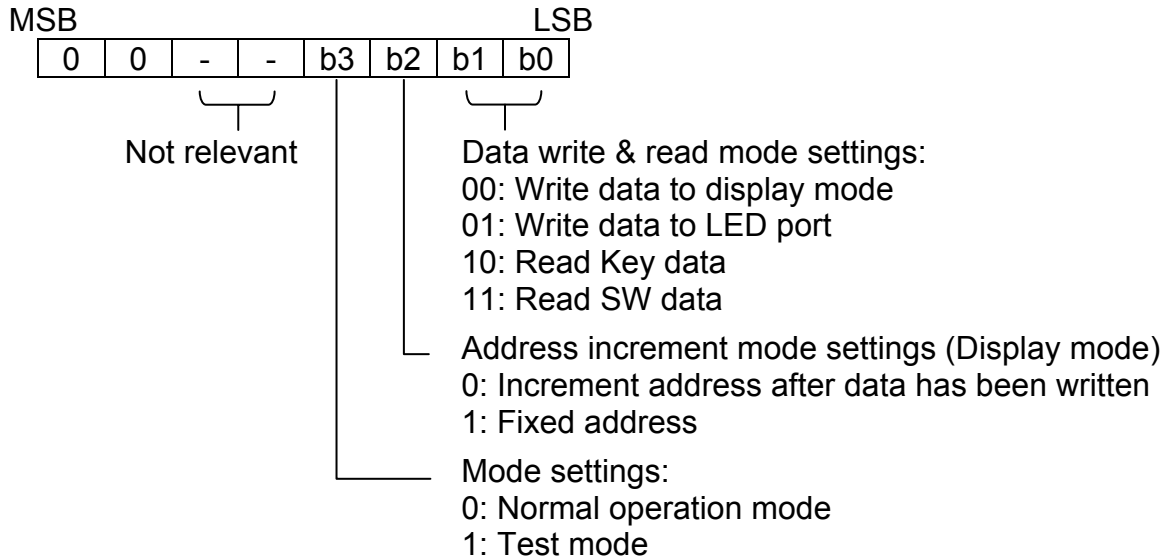 MSB LSB
0 0 - - b3 b2 b1 b0
Not relevant
Data write & read mode settings:
00: Write data to display mode
01: Write data to LED port
10: Read Key data
11: Read SW data
Address increment mode settings (Display mode)
0: Increment address after data has been written
1: Fixed address
Mode settings:
0: Normal operation mode
1: Test mode